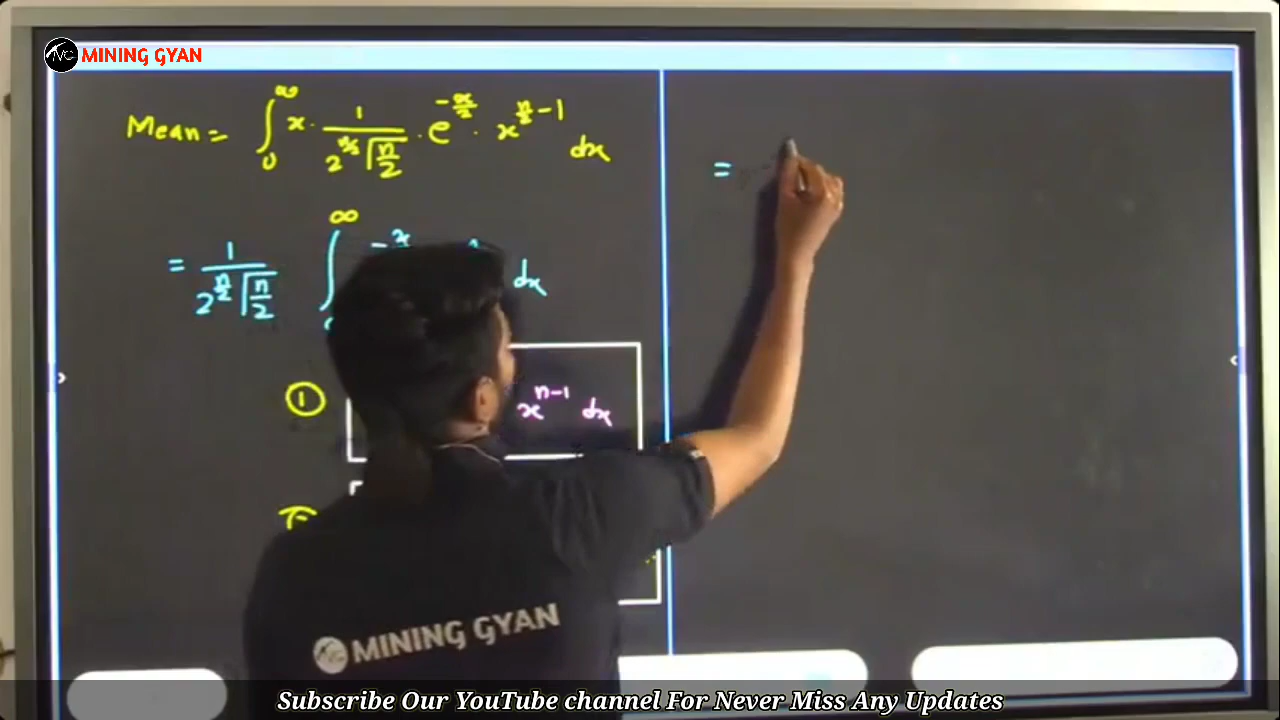 MINING GYAN
Mean = ∫₀^∞ x · 1/(2^(n/2) √(n/2)) · e^(-x/2) · x^(n/2 - 1) dx
= 1/(2^(n/2) √(n/2)) ∫ ∞ -x dx
① x^(n-1) dx
=
MINING GYAN
Subscribe Our YouTube channel For Never Miss Any Updates